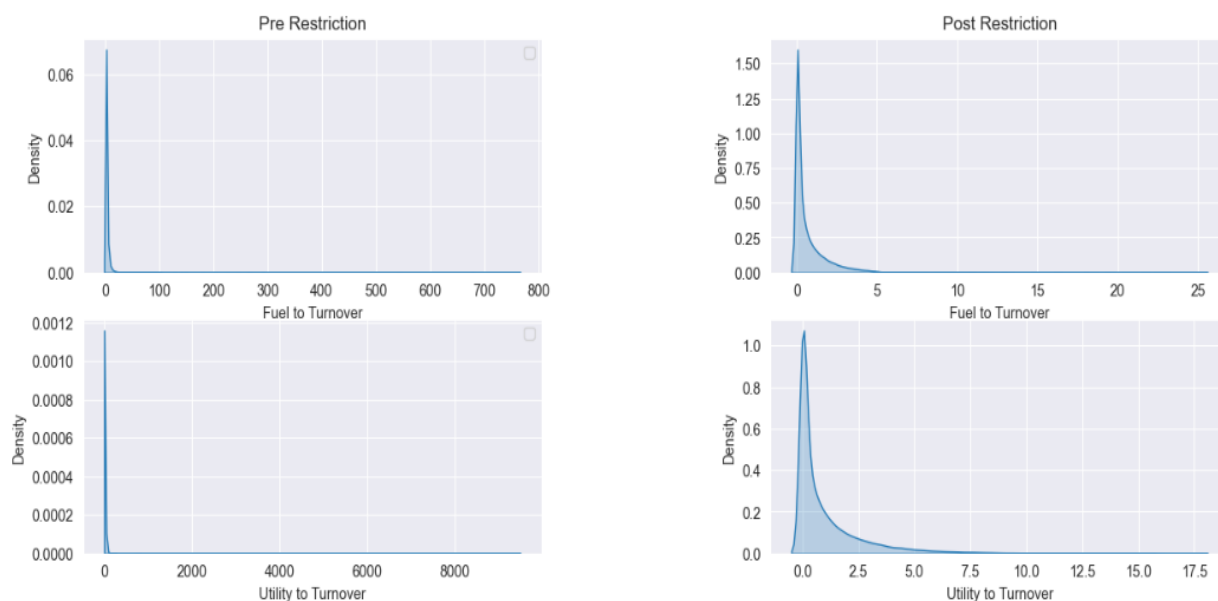 Pre Restriction
Post Restriction
0.06
0.04
0.02
0.00
Density
0 100 200 300 400 500 600 700 800
Fuel to Turnover
1.50
1.25
1.00
0.75
0.50
0.25
0.00
Density
0 5 10 15 20 25
Fuel to Turnover
0.0012
0.0010
0.0008
0.0006
0.0004
0.0002
0.0000
Density
0 2000 4000 6000 8000
Utility to Turnover
1.0
0.8
0.6
0.4
0.2
0.0
Density
0.0 2.5 5.0 7.5 10.0 12.5 15.0 17.5
Utility to Turnover